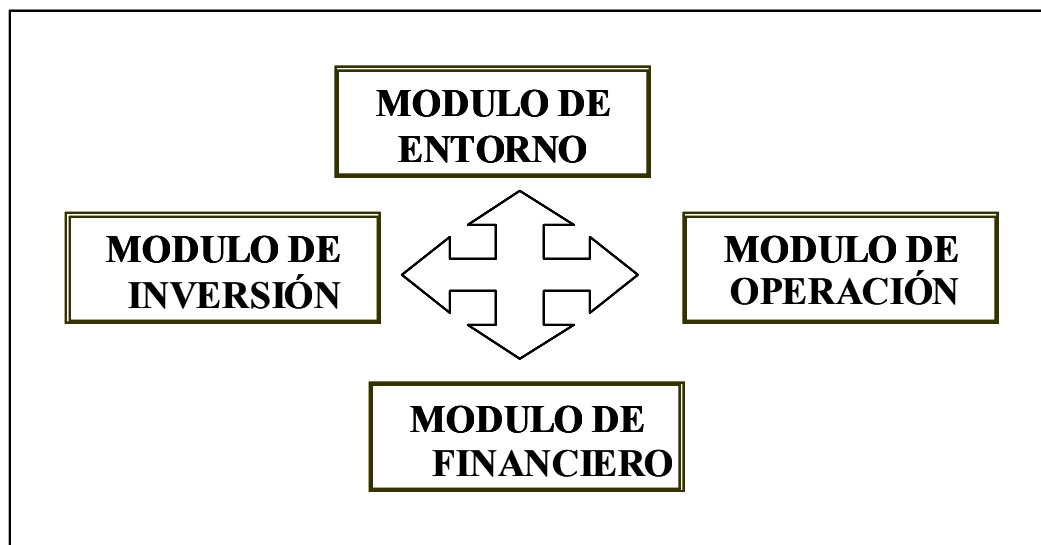 MODULO DE
ENTORNO
MODULO DE
INVERSIÓN
MODULO DE
OPERACIÓN
MODULO DE
FINANCIERO